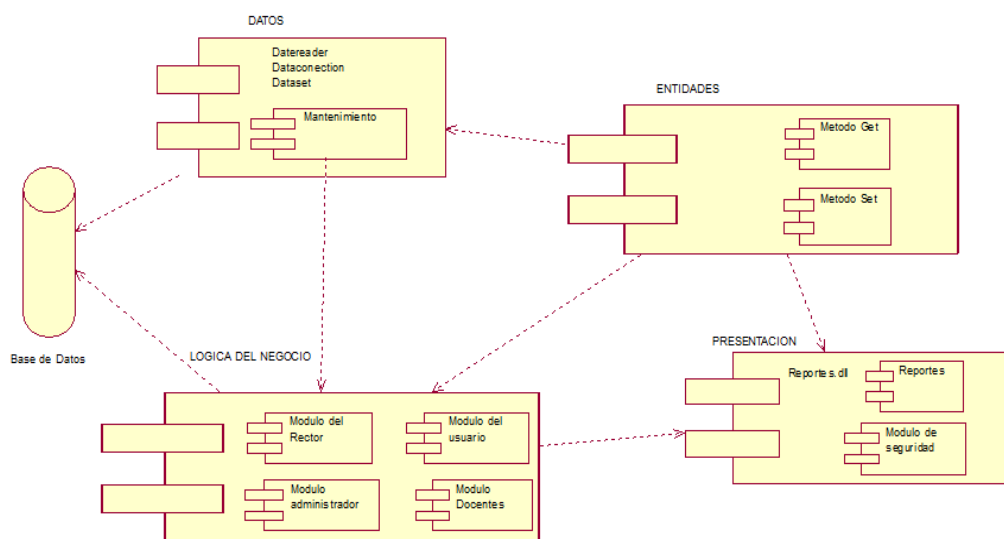 DATOS
Datereader
Dataconection
Dataset
Mantenimiento
ENTIDADES
Metodo Get
Metodo Set
Base de Datos
LOGICA DEL NEGOCIO
Modulo del
Rector
Modulo del
usuario
Modulo
administrador
Modulo
Docentes
PRESENTACION
Reportes.dll
Reportes
Modulo de
seguridad